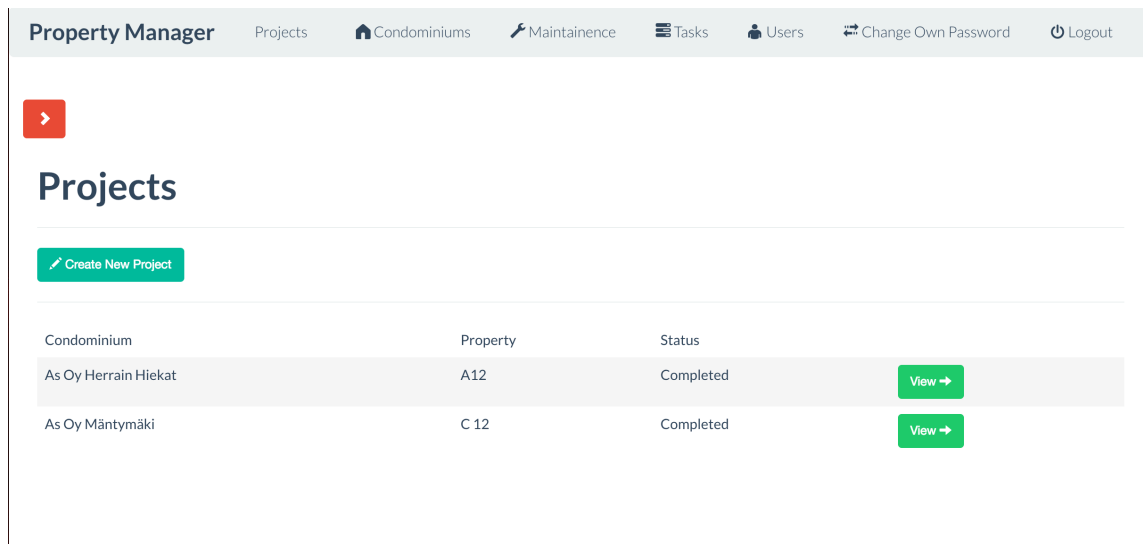 Property Manager Projects Condominiums Maintainence Tasks Users Change Own Password Logout
Projects
Create New Project
Condominium Property Status
As Oy Herrain Hiekat A12 Completed View
As Oy Mäntymäki C 12 Completed View